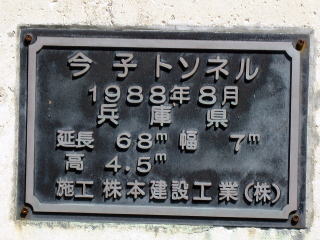 今子トンネル
1988年8月
兵庫県
延長 68m 幅 7m
高 4.5m
施工 株本建設工業(株)